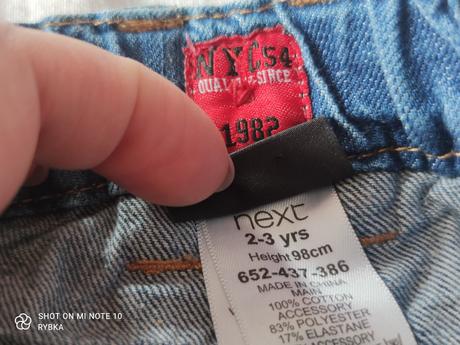 NYC 54
SINCE
1982
next
2-3 yrs
Height 98cm
652-437-386
MADE IN CHINA
MAIN
100% COTTON
ACCESSORY
83% POLYESTER
17% ELASTANE
ACCESSORY
SHOT ON MI NOTE 10
RYBKA